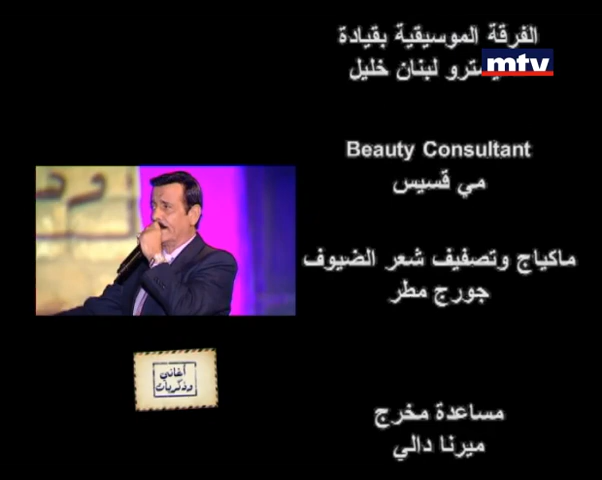 الفرقة الموسيقية بقيادة
لبنان خليل
mtv
Beauty Consultant
مي قسيس
ماكياج وتصفيف شعر الضيوف
جورج مطر
أغاني
وذكريات
مساعدة مخرج
ميرنا دالي